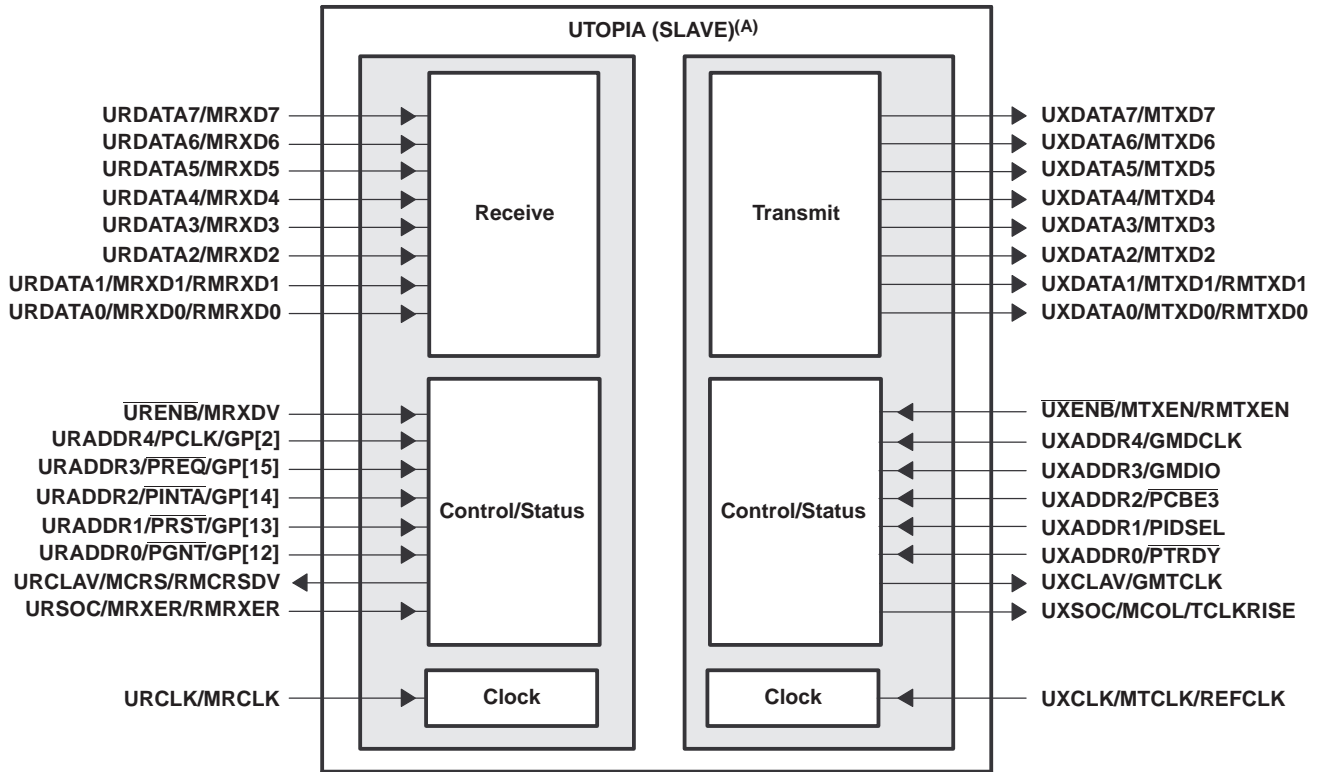 UTOPIA (SLAVE)(A)
URDATA7/MRXD7
URDATA6/MRXD6
URDATA5/MRXD5
URDATA4/MRXD4
URDATA3/MRXD3
URDATA2/MRXD2
URDATA1/MRXD1/RMRXD1
URDATA0/MRXD0/RMRXD0
Receive
Transmit
UXDATA7/MTXD7
UXDATA6/MTXD6
UXDATA5/MTXD5
UXDATA4/MTXD4
UXDATA3/MTXD3
UXDATA2/MTXD2
UXDATA1/MTXD1/RMTXD1
UXDATA0/MTXD0/RMTXD0
URENB/MRXDV
URADDR4/PCLK/GP[2]
URADDR3/PREQ/GP[15]
URADDR2/PINTA/GP[14]
URADDR1/PRST/GP[13]
URADDR0/PGNT/GP[12]
URCLAV/MCRS/RMCRSDV
URSOC/MRXER/RMRXER
Control/Status
Control/Status
UXENB/MTXEN/RMTXEN
UXADDR4/GMDCLK
UXADDR3/GMDIO
UXADDR2/PCBE3
UXADDR1/PIDSEL
UXADDR0/PTRDY
UXCLAV/GMTCLK
UXSOC/MCOL/TCLKRISE
URCLK/MRCLK
Clock
Clock
UXCLK/MTCLK/REFCLK